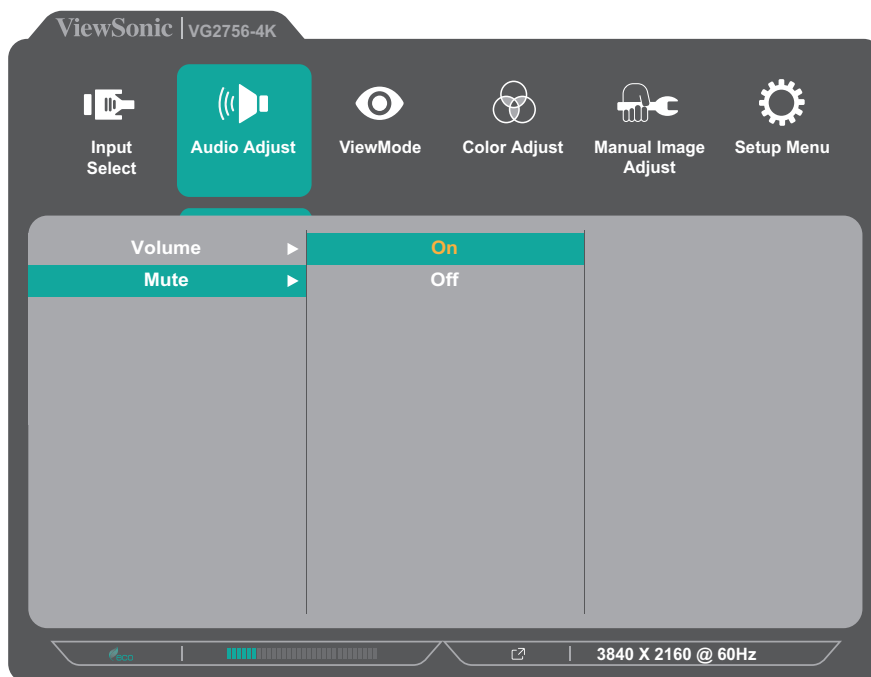 ViewSonic VG2756-4K
Input Select
Audio Adjust
ViewMode
Color Adjust
Manual Image Adjust
Setup Menu
Volume
On
Mute
Off
eco
3840 X 2160 @ 60Hz